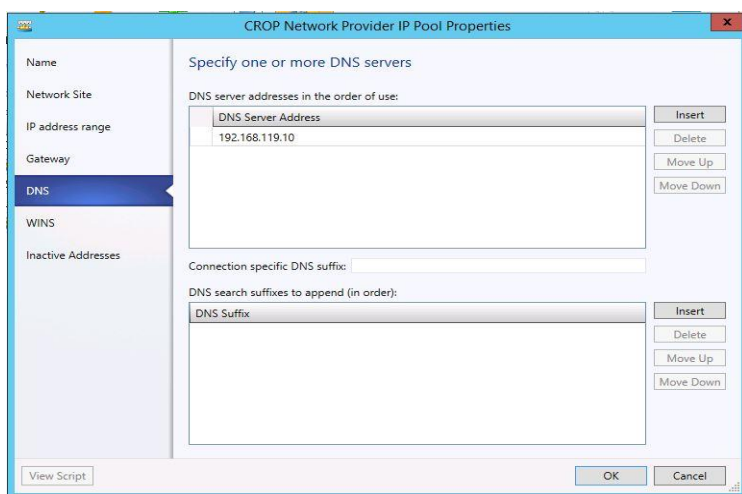 CROP Network Provider IP Pool Properties
x
Name
Network Site
IP address range
Gateway
DNS
WINS
Inactive Addresses
Specify one or more DNS servers
DNS server addresses in the order of use:
DNS Server Address
192.168.119.10
Insert
Delete
Move Up
Move Down
Connection specific DNS suffix:
DNS search suffixes to append (in order):
DNS Suffix
Insert
Delete
Move Up
Move Down
View Script
OK
Cancel